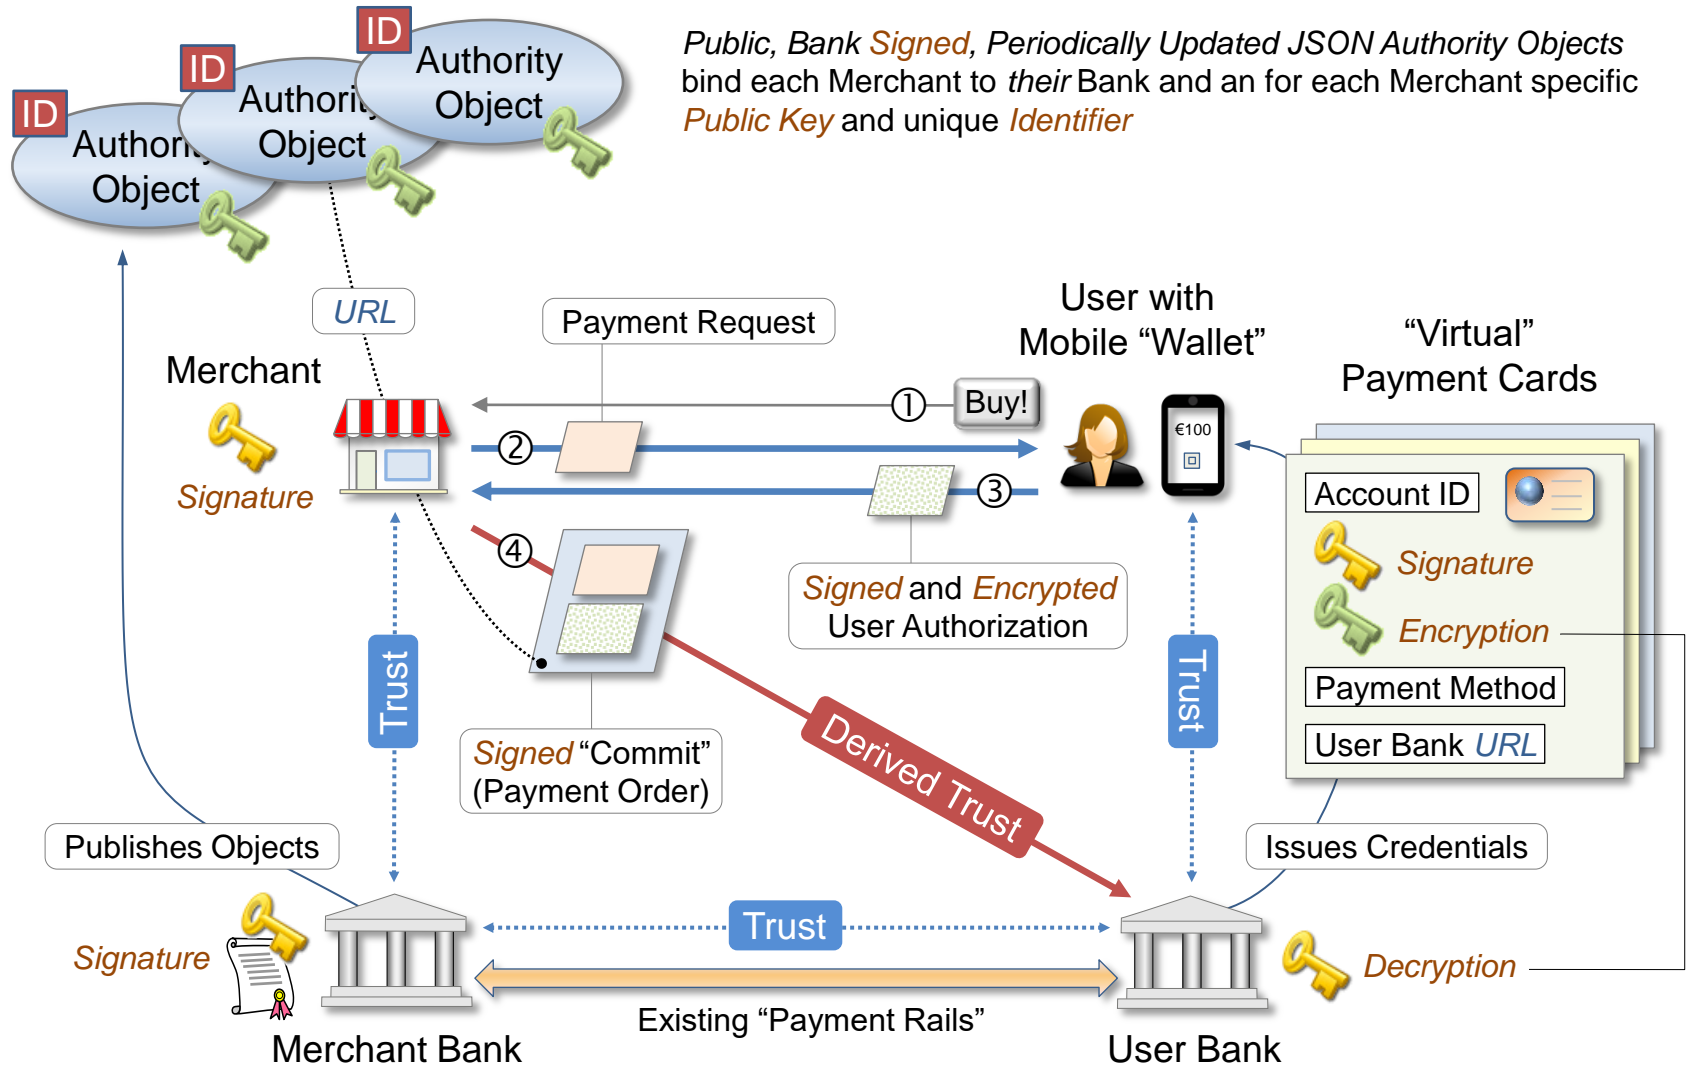 ID
Authority
Object
ID
Authority
Object
ID
Authority
Object
Public, Bank Signed, Periodically Updated JSON Authority Objects
bind each Merchant to their Bank and an for each Merchant specific
Public Key and unique Identifier
URL
Payment Request
User with
Mobile “Wallet”
“Virtual”
Payment Cards
Merchant
Signature
1
Buy!
2
3
4
€100
Account ID
Signature
Encryption
Payment Method
User Bank URL
Signed and Encrypted
User Authorization
Trust
Trust
Signed “Commit”
(Payment Order)
Derived Trust
Publishes Objects
Issues Credentials
Trust
Signature
Decryption
Existing “Payment Rails”
Merchant Bank
User Bank